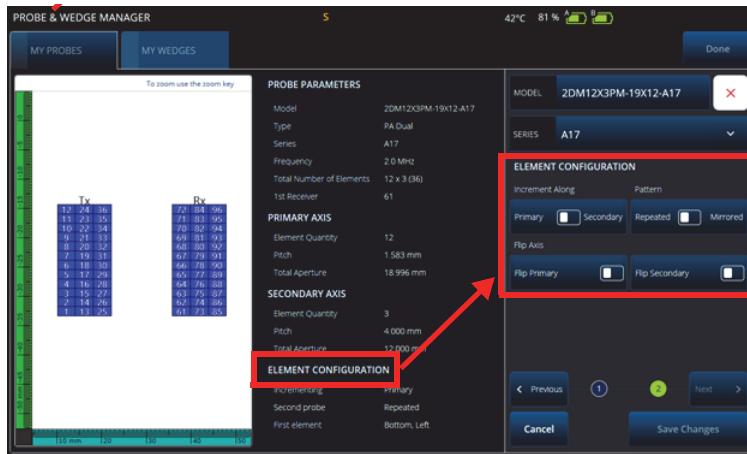 PROBE & WEDGE MANAGER
S
42°C 81 % A B
MY PROBES
MY WEDGES
Done
To zoom use the zoom key
Tx
12 24 36
11 23 35
10 22 34
9 21 33
8 20 32
7 19 31
6 18 30
5 17 29
4 16 28
3 15 27
2 14 26
1 13 25
Rx
72 84 96
71 83 95
70 82 94
69 81 93
68 80 92
67 79 91
66 78 90
65 77 89
64 76 88
63 75 87
62 74 86
61 73 85
|10 mm |20 |30 |40 |50
PROBE PARAMETERS
Model 2DM12X3PM-19X12-A17
Type PA Dual
Series A17
Frequency 2.0 MHz
Total Number of Elements 12 x 3 (36)
1st Receiver 61
PRIMARY AXIS
Element Quantity 12
Pitch 1.583 mm
Total Aperture 18.996 mm
SECONDARY AXIS
Element Quantity 3
Pitch 4.000 mm
Total Aperture 12.000 mm
ELEMENT CONFIGURATION
Incrementing Primary
Second probe Repeated
First element Bottom, Left
MODEL 2DM12X3PM-19X12-A17
SERIES A17
ELEMENT CONFIGURATION
Increment Along Pattern
Primary Secondary Repeated Mirrored
Flip Axis
Flip Primary Flip Secondary
Previous 1 2 Next
Cancel Save Changes